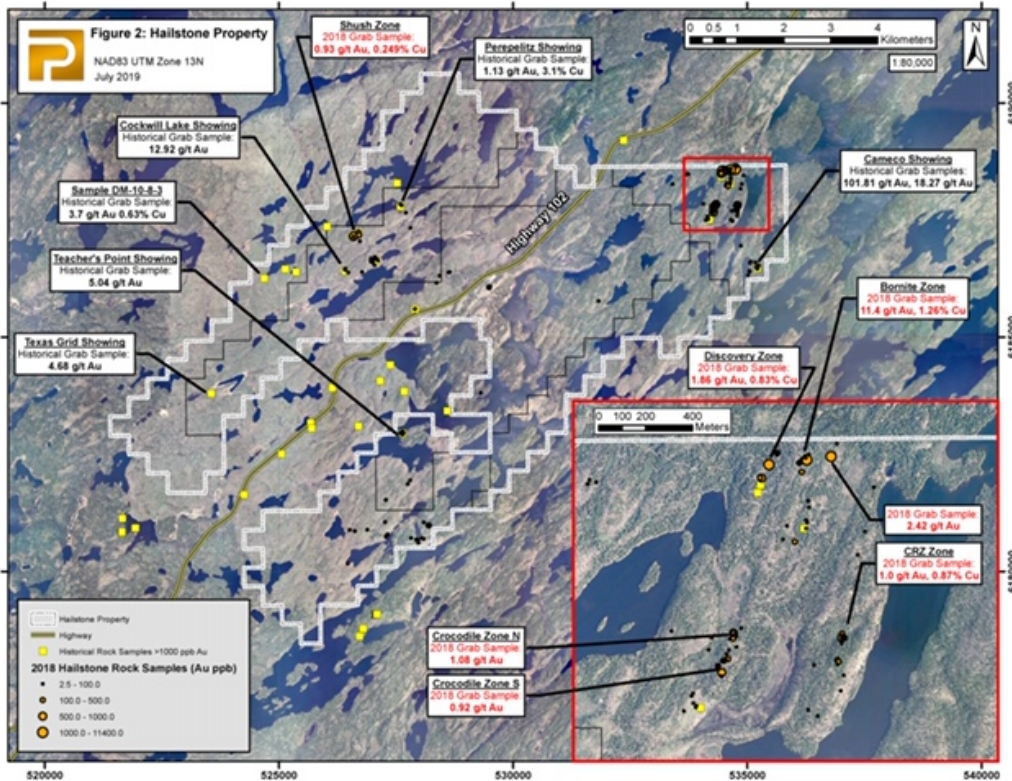 Figure 2: Hailstone Property
NAD83 UTM Zone 13N
July 2019
Shush Zone
2018 Grab Sample:
0.93 g/t Au, 0.249% Cu
Perepelitz Showing
Historical Grab Sample:
1.13 g/t Au, 3.1% Cu
0 0.5 1 2 3 4
Kilometers
1:80,000
N
Cockwill Lake Showing
Historical Grab Sample:
12.92 g/t Au
Sample DM-10-8-3
Historical Grab Sample:
3.7 g/t Au 0.63% Cu
Teacher's Point Showing
Historical Grab Sample:
5.04 g/t Au
Texas Grid Showing
Historical Grab Sample:
4.68 g/t Au
Highway 102
Cameco Showing
Historical Grab Samples:
101.81 g/t Au, 18.27 g/t Au
Bornite Zone
2018 Grab Sample:
11.4 g/t Au, 1.26% Cu
Discovery Zone
2018 Grab Sample:
1.86 g/t Au, 0.83% Cu
0 100 200 400
Meters
2018 Grab Sample:
2.42 g/t Au
CRZ Zone
2018 Grab Sample:
1.0 g/t Au, 0.87% Cu
Crocodile Zone N
2018 Grab Sample:
1.08 g/t Au
Crocodile Zone S
2018 Grab Sample:
0.92 g/t Au
Hailstone Property
Highway
Historical Rock Samples >1000 ppb Au
2018 Hailstone Rock Samples (Au ppb)
2.5 - 100.0
100.0 - 500.0
500.0 - 1000.0
1000.0 - 11400.0
520000 525000 530000 535000 540000
6190000
6185000
6180000